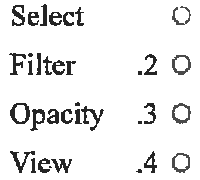 Select ○
Filter .2 ○
Opacity .3 ○
View .4 ○